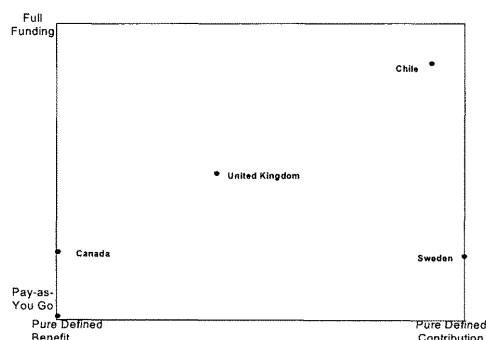 Full
Funding
Chile
United Kingdom
Canada
Sweden
Pay-as-
You Go
Pure Defined
Benefit
Pure Defined
Contribution